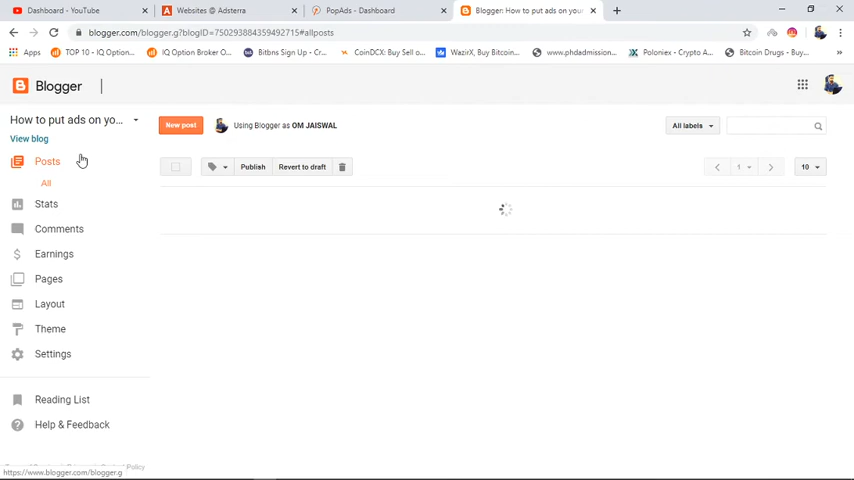 Dashboard - YouTube
Websites @ Adsterra
PopAds - Dashboard
Blogger: How to put ads on your
blogger.com/blogger.g?blogID=750293884359492715#allposts
Apps
TOP 10 - IQ Option...
IQ Option Broker O...
Bitbns Sign Up - Cr...
CoinDCX: Buy Sell o...
WazirX, Buy Bitcoin...
www.phdadmission...
Poloniex - Crypto A...
Bitcoin Drugs - Buy...
Blogger
How to put ads on yo...
View blog
New post
Using Blogger as OM JAISWAL
All labels
Posts
All
Publish
Revert to draft
1
10
Stats
Comments
Earnings
Pages
Layout
Theme
Settings
Reading List
Help & Feedback
Policy
https://www.blogger.com/blogger.g